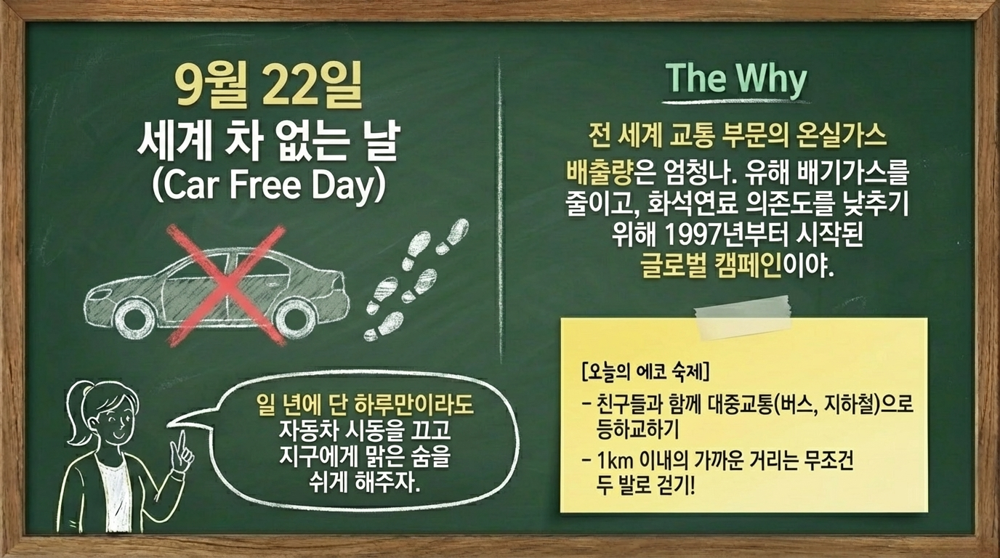 9월 22일
세계 차 없는 날
(Car Free Day)
일 년에 단 하루만이라도
자동차 시동을 끄고
지구에게 맑은 숨을
쉬게 해주자.
The Why
전 세계 교통 부문의 온실가스
배출량은 엄청나. 유해 배기가스를
줄이고, 화석연료 의존도를 낮추기
위해 1997년부터 시작된
글로벌 캠페인이야.
[오늘의 에코 숙제]
- 친구들과 함께 대중교통(버스, 지하철)으로
등하교하기
- 1km 이내의 가까운 거리는 무조건
두 발로 걷기!